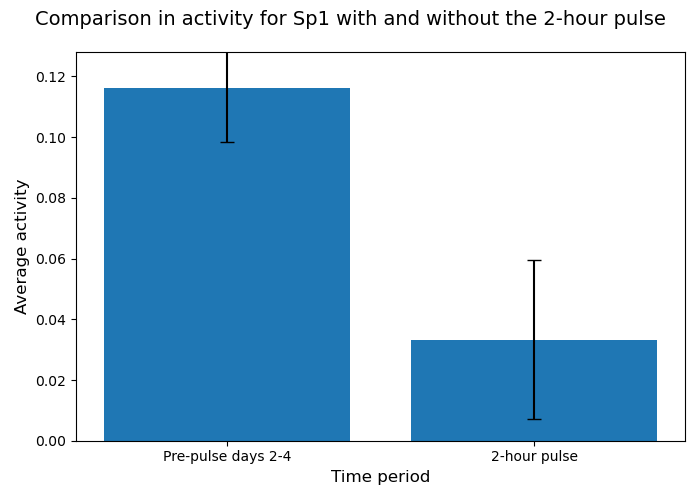 Comparison in activity for Sp1 with and without the 2-hour pulse
0.12
0.10
0.08
0.06
0.04
0.02
0.00
Average activity
Pre-pulse days 2-4
2-hour pulse
Time period